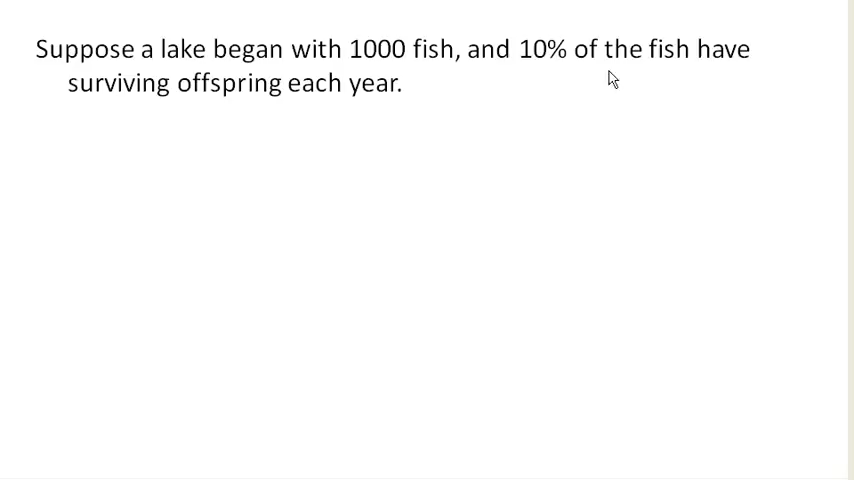 Suppose a lake began with 1000 fish, and 10% of the fish have
surviving offspring each year.